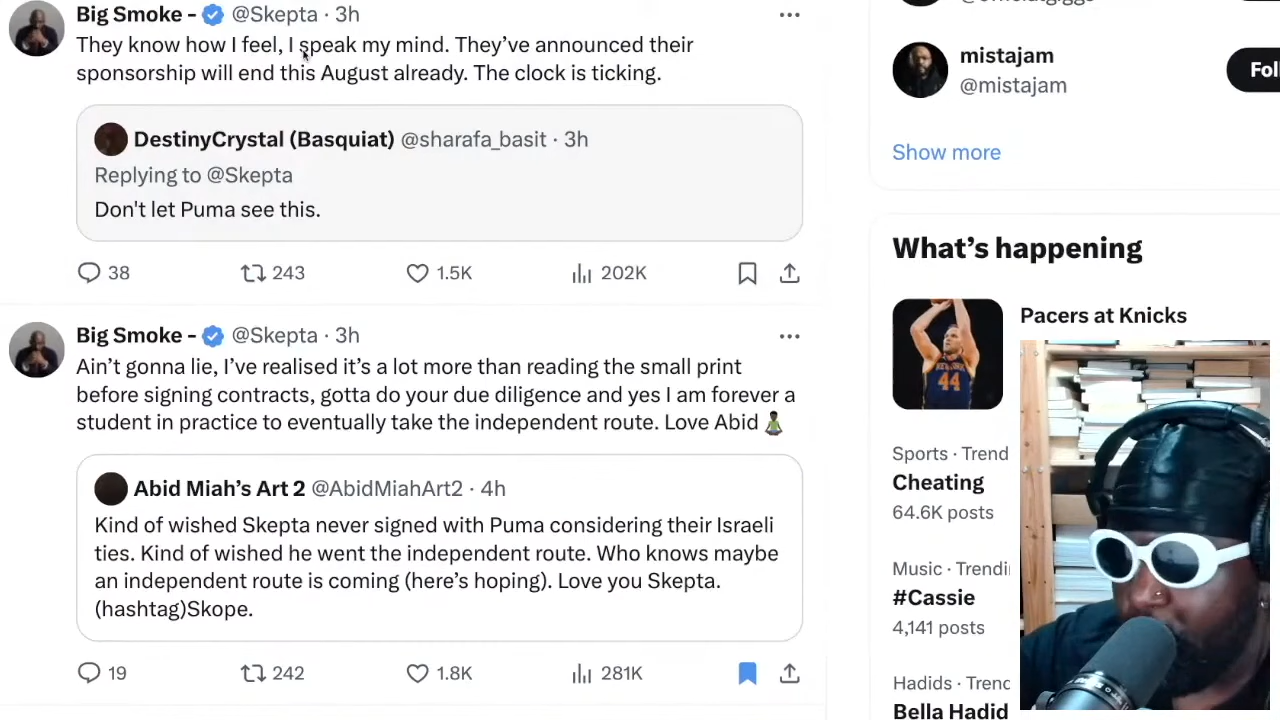 Big Smoke - @Skepta · 3h
They know how I feel, I speak my mind. They’ve announced their
sponsorship will end this August already. The clock is ticking.
DestinyCrystal (Basquiat) @sharafa_basit · 3h
Replying to @Skepta
Don't let Puma see this.
38 243 1.5K 202K
Big Smoke - @Skepta · 3h
Ain’t gonna lie, I’ve realised it’s a lot more than reading the small print
before signing contracts, gotta do your due diligence and yes I am forever a
student in practice to eventually take the independent route. Love Abid
Abid Miah’s Art 2 @AbidMiahArt2 · 4h
Kind of wished Skepta never signed with Puma considering their Israeli
ties. Kind of wished he went the independent route. Who knows maybe
an independent route is coming (here’s hoping). Love you Skepta.
(hashtag)Skope.
19 242 1.8K 281K
mistajam
@mistajam
Foll
Show more
What’s happening
Pacers at Knicks
44
Sports · Trend
Cheating
64.6K posts
Music · Trendi
#Cassie
4,141 posts
Hadids · Trenc
Bella Hadid